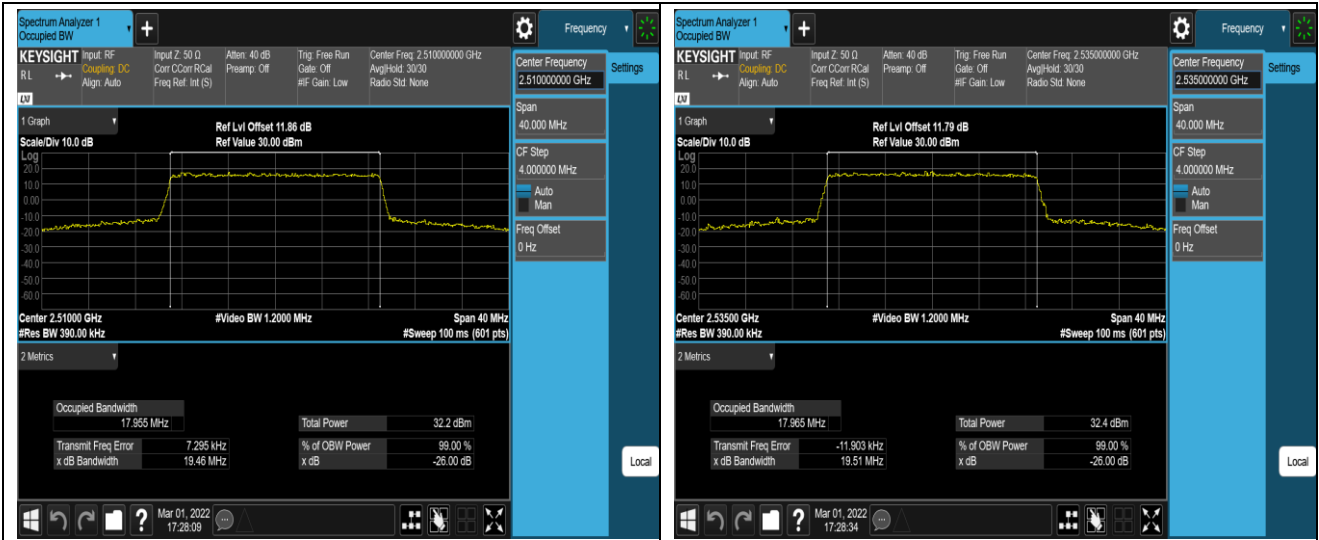 Spectrum Analyzer 1
Occupied BW
+
Frequency
KEYSIGHT Input: RF Input Z: 50 Ω Atten: 40 dB Trig: Free Run Center Freq: 2.510000000 GHz
RL Coupling: DC Corr CCorr RCal Preamp: Off Gate: Off Avg|Hold: 30/30
Align: Auto Freq Ref: Int (S) #IF Gain: Low Radio Std: None
LXI
Center Frequency
2.510000000 GHz
Settings
Span
40.000 MHz
CF Step
4.000000 MHz
Auto
Man
Freq Offset
0 Hz
1 Graph
Ref Lvl Offset 11.86 dB
Scale/Div 10.0 dB Ref Value 30.00 dBm
Log
20.0
10.0
0.00
-10.0
-20.0
-30.0
-40.0
-50.0
-60.0
Center 2.51000 GHz #Video BW 1.2000 MHz Span 40 MHz
#Res BW 390.00 kHz #Sweep 100 ms (601 pts)
2 Metrics
Occupied Bandwidth
17.955 MHz Total Power 32.2 dBm
Transmit Freq Error 7.295 kHz % of OBW Power 99.00 %
x dB Bandwidth 19.46 MHz x dB -26.00 dB
Local
? Mar 01, 2022
17:28:09
Spectrum Analyzer 1
Occupied BW
+
Frequency
KEYSIGHT Input: RF Input Z: 50 Ω Atten: 40 dB Trig: Free Run Center Freq: 2.535000000 GHz
RL Coupling: DC Corr CCorr RCal Preamp: Off Gate: Off Avg|Hold: 30/30
Align: Auto Freq Ref: Int (S) #IF Gain: Low Radio Std: None
LXI
Center Frequency
2.535000000 GHz
Settings
Span
40.000 MHz
CF Step
4.000000 MHz
Auto
Man
Freq Offset
0 Hz
1 Graph
Ref Lvl Offset 11.79 dB
Scale/Div 10.0 dB Ref Value 30.00 dBm
Log
20.0
10.0
0.00
-10.0
-20.0
-30.0
-40.0
-50.0
-60.0
Center 2.53500 GHz #Video BW 1.2000 MHz Span 40 MHz
#Res BW 390.00 kHz #Sweep 100 ms (601 pts)
2 Metrics
Occupied Bandwidth
17.965 MHz Total Power 32.4 dBm
Transmit Freq Error -11.903 kHz % of OBW Power 99.00 %
x dB Bandwidth 19.51 MHz x dB -26.00 dB
Local
? Mar 01, 2022
17:28:34